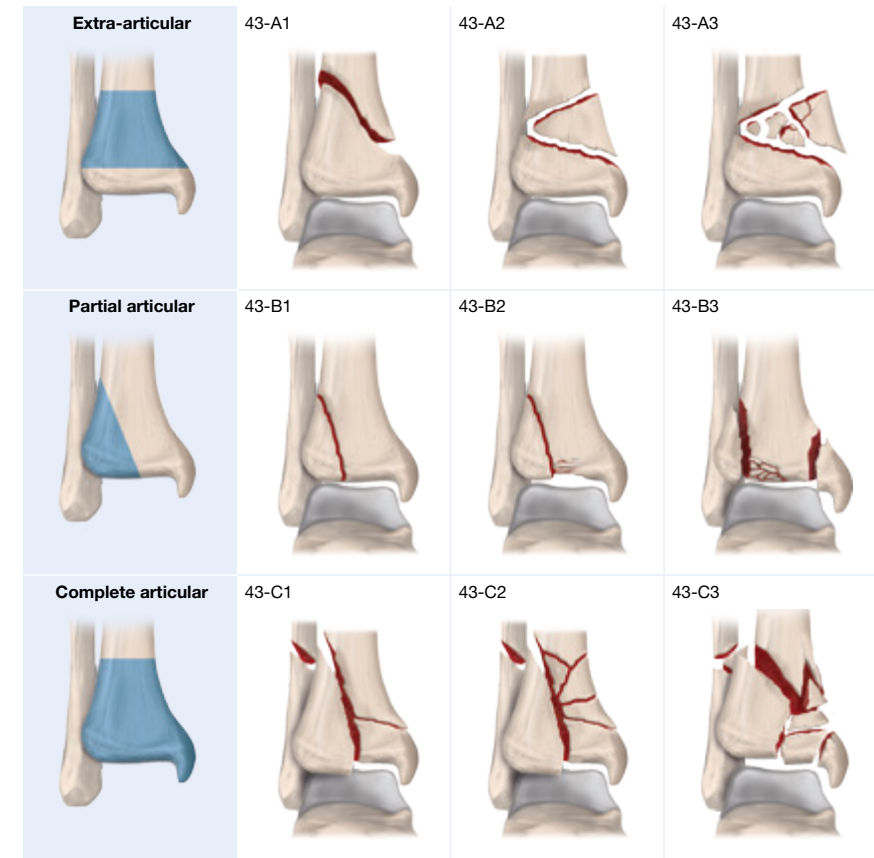 Extra-articular
43-A1
43-A2
43-A3
Partial articular
43-B1
43-B2
43-B3
Complete articular
43-C1
43-C2
43-C3